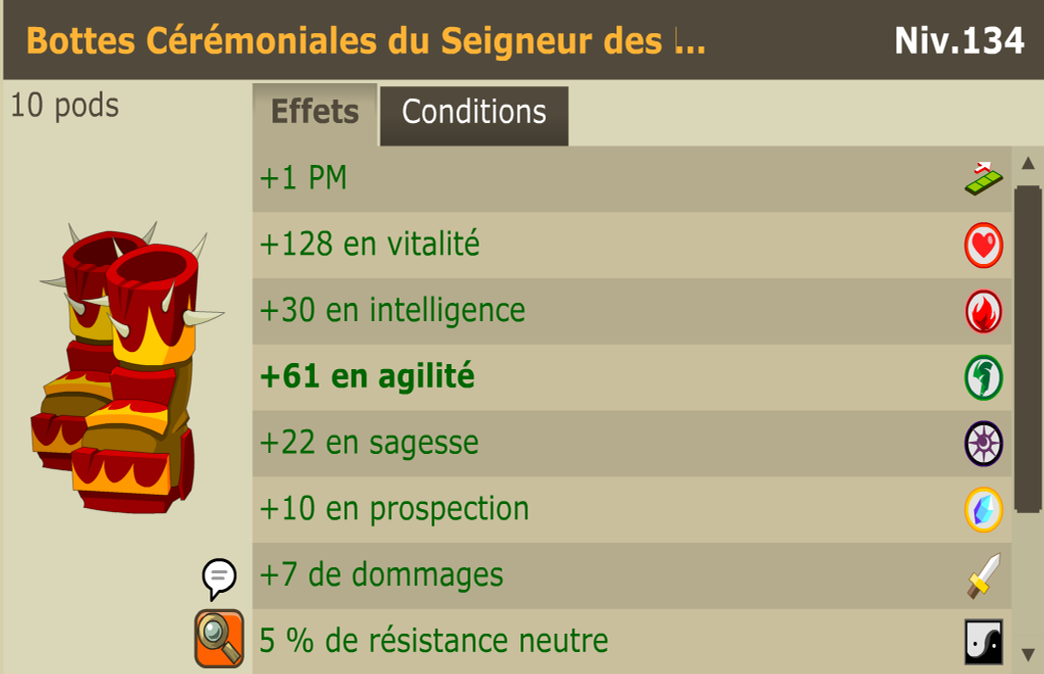 Bottes Cérémoniales du Seigneur des ...
Niv.134
10 pods
Effets
Conditions
+1 PM
+128 en vitalité
+30 en intelligence
+61 en agilité
+22 en sagesse
+10 en prospection
+7 de dommages
5 % de résistance neutre